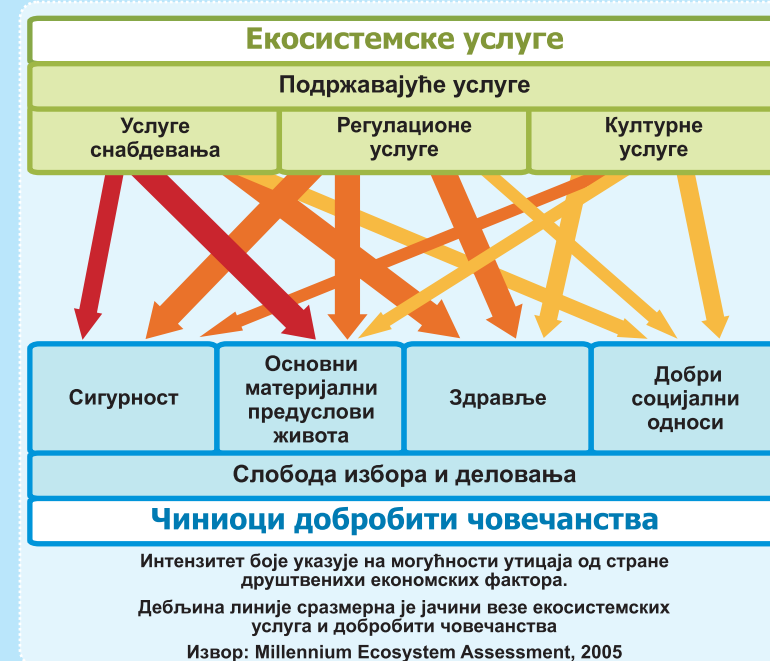 Екосистемске услуге
Подржавајуће услуге
Услуге
снабдевања
Регулационе
услуге
Културне
услуге
Сигурност
Основни
материјални
предуслови
живота
Здравље
Добри
социјални
односи
Слобода избора и деловања
Чиниоци добробити човечанства
Интензитет боје указује на могућности утицаја од стране
друштвенихи економских фактора.
Дебљина линије сразмерна је јачини везе екосистемских
услуга и добробити човечанства
Извор: Millennium Ecosystem Assessment, 2005